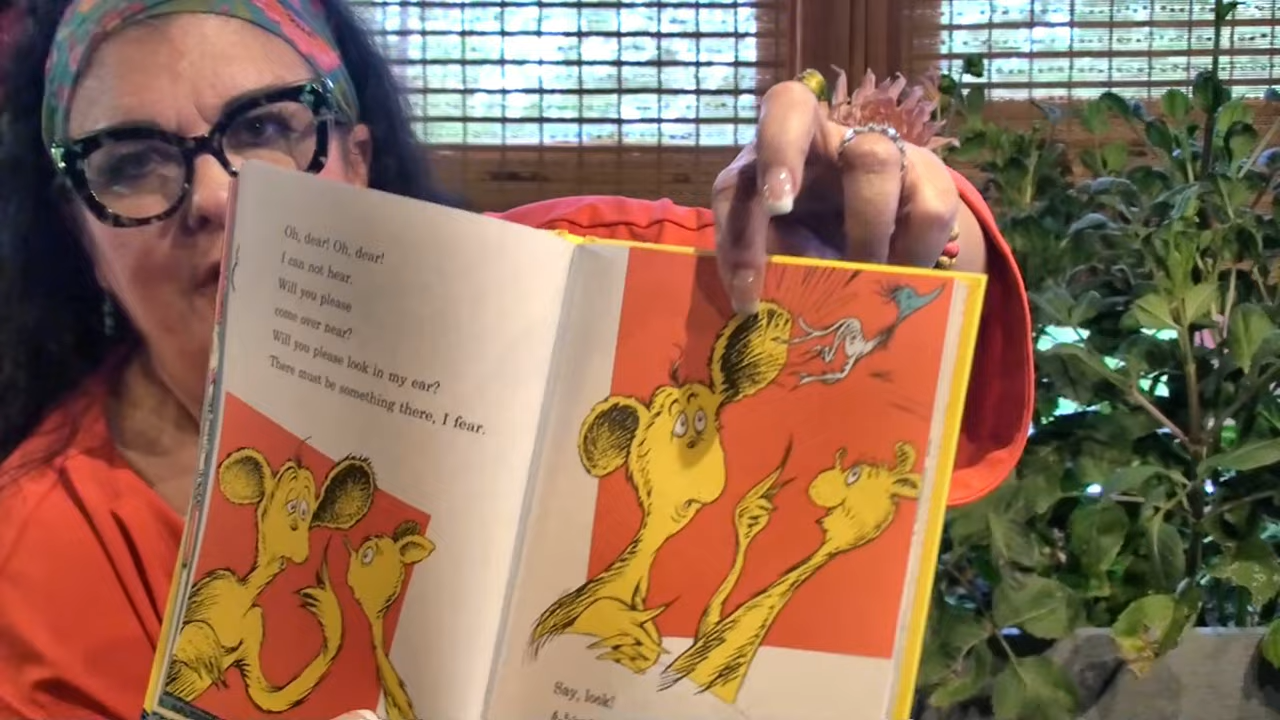 Oh, dear! Oh, dear!
I can not hear.
Will you please
come over near?
Will you please look in my ear?
There must be something there, I fear.
Say, look!